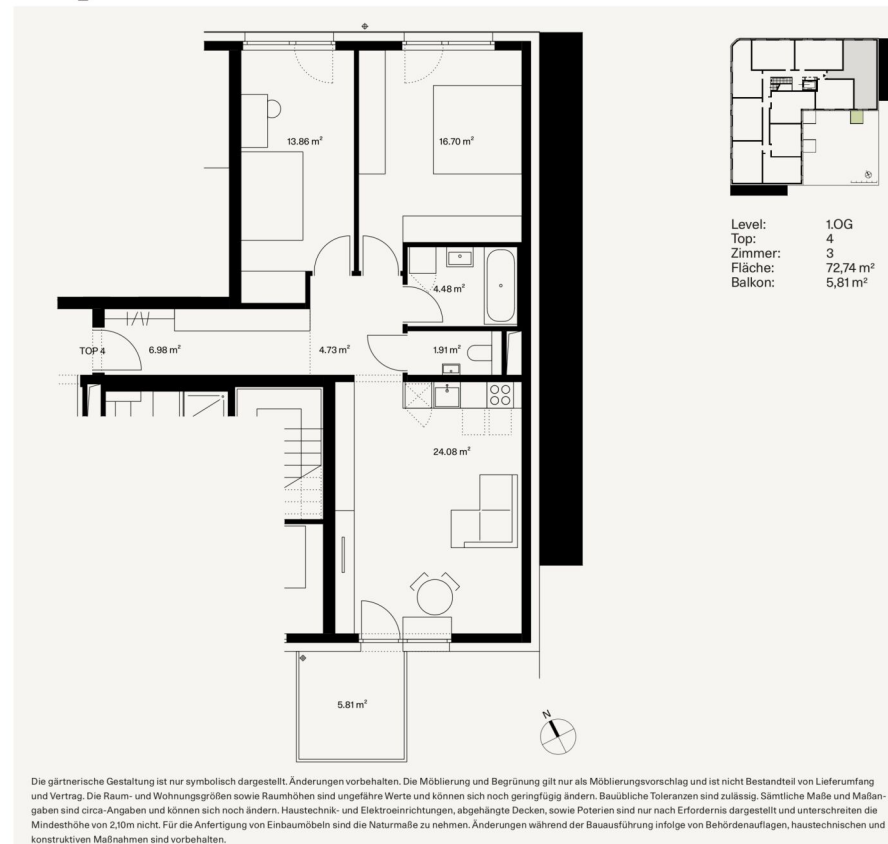 13.86 m²
16.70 m²
Level: 1.OG
Top: 4
Zimmer: 3
Fläche: 72,74 m²
Balkon: 5,81 m²
4.48 m²
TOP 4
6.98 m²
4.73 m²
1.91 m²
24.08 m²
5.81 m²
N
Die gärtnerische Gestaltung ist nur symbolisch dargestellt. Änderungen vorbehalten. Die Möblierung und Begrünung gilt nur als Möblierungsvorschlag und ist nicht Bestandteil von Lieferumfang
und Vertrag. Die Raum- und Wohnungsgrößen sowie Raumhöhen sind ungefähre Werte und können sich noch geringfügig ändern. Bauübliche Toleranzen sind zulässig. Sämtliche Maße und Maßan-
gaben sind circa-Angaben und können sich noch ändern. Haustechnik- und Elektroeinrichtungen, abgehängte Decken, sowie Poterien sind nur nach Erfordernis dargestellt und unterschreiten die
Mindesthöhe von 2,10m nicht. Für die Anfertigung von Einbaumöbeln sind die Naturmaße zu nehmen. Änderungen während der Bauausführung infolge von Behördenauflagen, haustechnischen und
konstruktiven Maßnahmen sind vorbehalten.